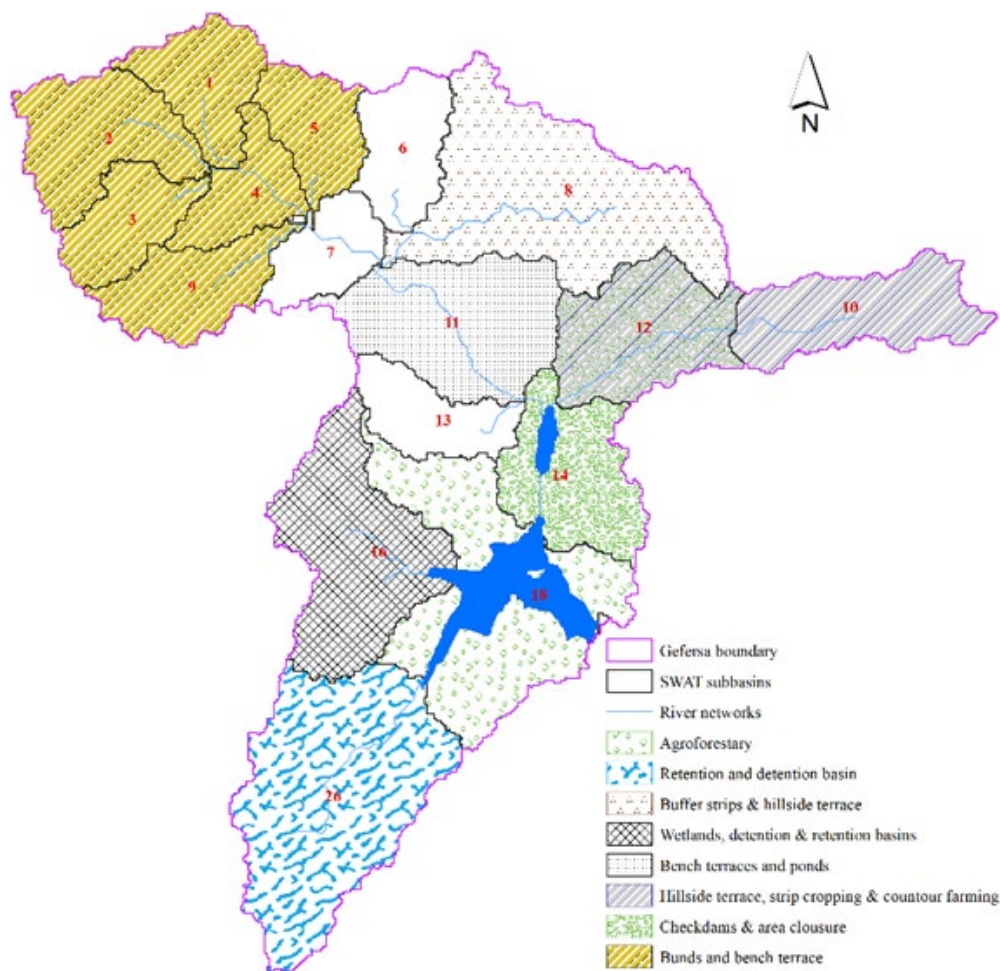 1
2
5
6
N
3
4
8
7
9
10
11
12
13
14
16
18
26
Gefersa boundary
SWAT subbasins
River networks
Agroforestary
Retention and detention basin
Buffer strips & hillside terrace
Wetlands, detention & retention basins
Bench terraces and ponds
Hillside terrace, strip cropping & countour farming
Checkdams & area clousure
Bunds and bench terrace